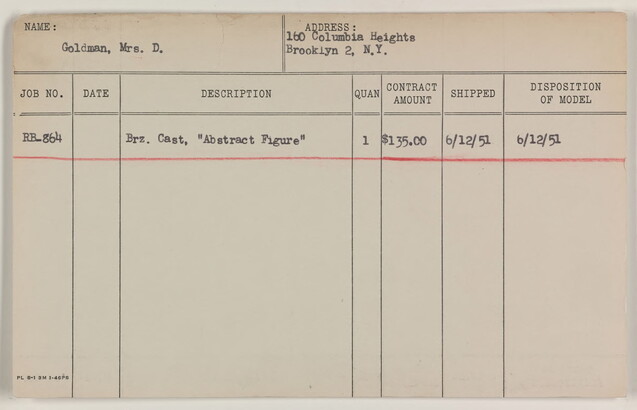 NAME:
Goldman, Mrs. D.
ADDRESS:
160 Columbia Heights
Brooklyn 2, N.Y.
JOB NO. DATE DESCRIPTION QUAN CONTRACT AMOUNT SHIPPED DISPOSITION OF MODEL
RB-864 Brz. Cast, "Abstract Figure" 1 $135.00 6/12/51 6/12/51